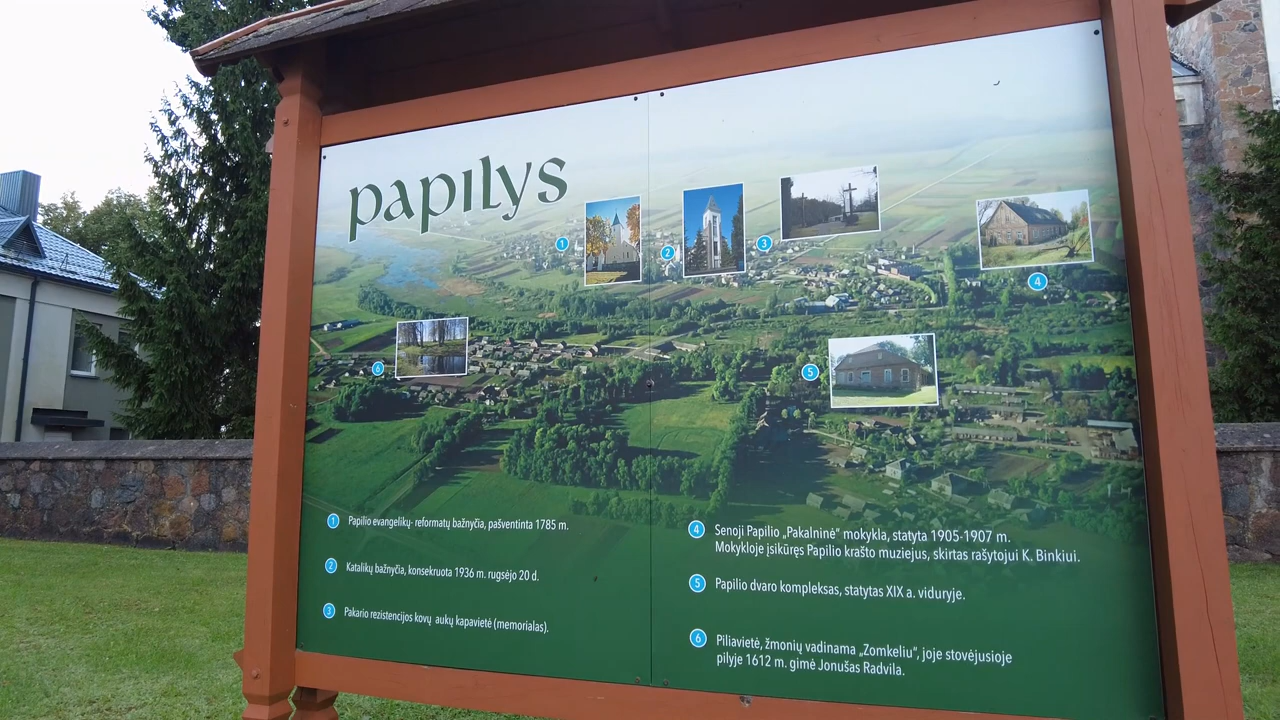 papilys
1
2
3
4
5
6
1 Papilio evangelikų- reformatų bažnyčia, pašventinta 1785 m.
2 Katalikų bažnyčia, konsekruota 1936 m. rugsėjo 20 d.
3 Pakario rezistencijos kovų aukų kapavietė (memorialas).
4 Senoji Papilio „Pakalninė“ mokykla, statyta 1905-1907 m.
Mokykloje įsikūręs Papilio krašto muziejus, skirtas rašytojui K. Binkiui.
5 Papilio dvaro kompleksas, statytas XIX a. viduryje.
6 Piliavietė, žmonių vadinama „Zomkeliu“, joje stovėjusioje
pilyje 1612 m. gimė Jonušas Radvila.